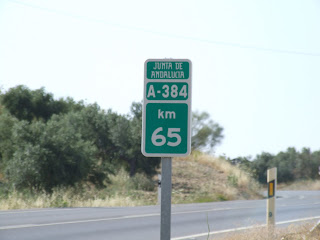 JUNTA DE
ANDALUCIA
A-384
km
65